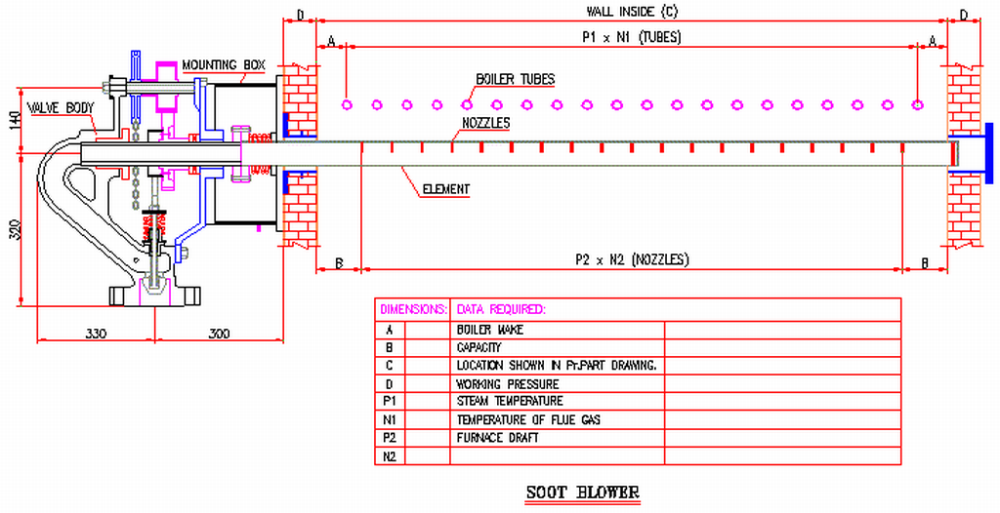 D WALL INSIDE (C) D
A P1 x N1 (TUBES) A
MOUNTING BOX
BOILER TUBES
VALVE BODY
NOZZLES
140
ELEMENT
320
B P2 x N2 (NOZZLES) B
330 300
DIMENSIONS: DATA REQUIRED:
A BOILER MAKE
B CAPACITY
C LOCATION SHOWN IN Pr.PART DRAWING.
D WORKING PRESSURE
P1 STEAM TEMPERATURE
N1 TEMPERATURE OF FLUE GAS
P2 FURNACE DRAFT
N2
SOOT BLOWER